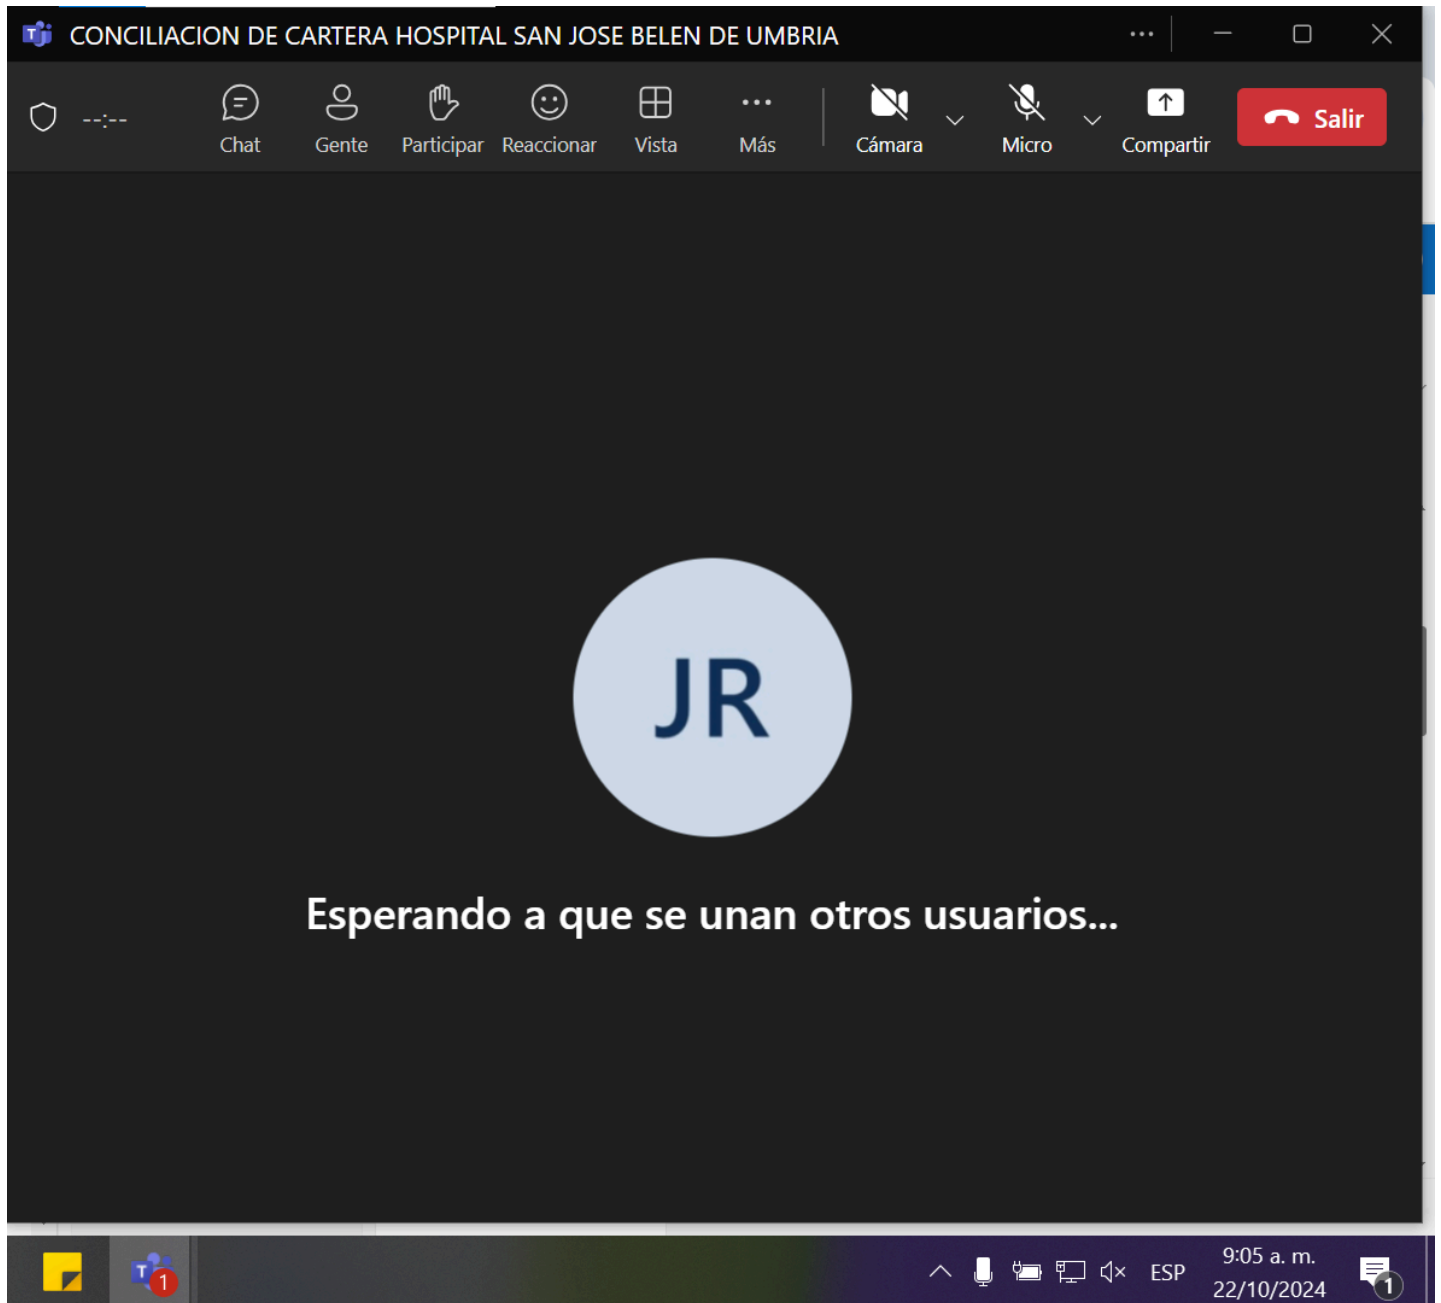 CONCILIACION DE CARTERA HOSPITAL SAN JOSE BELEN DE UMBRIA
--:--
Chat
Gente
Participar
Reaccionar
Vista
Más
Cámara
Micro
Compartir
Salir
JR
Esperando a que se unan otros usuarios...
T
1
ESP
9:05 a. m.
22/10/2024
1